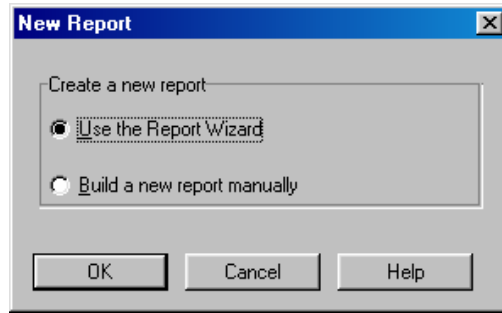 New Report
Create a new report
Use the Report Wizard
Build a new report manually
OK Cancel Help